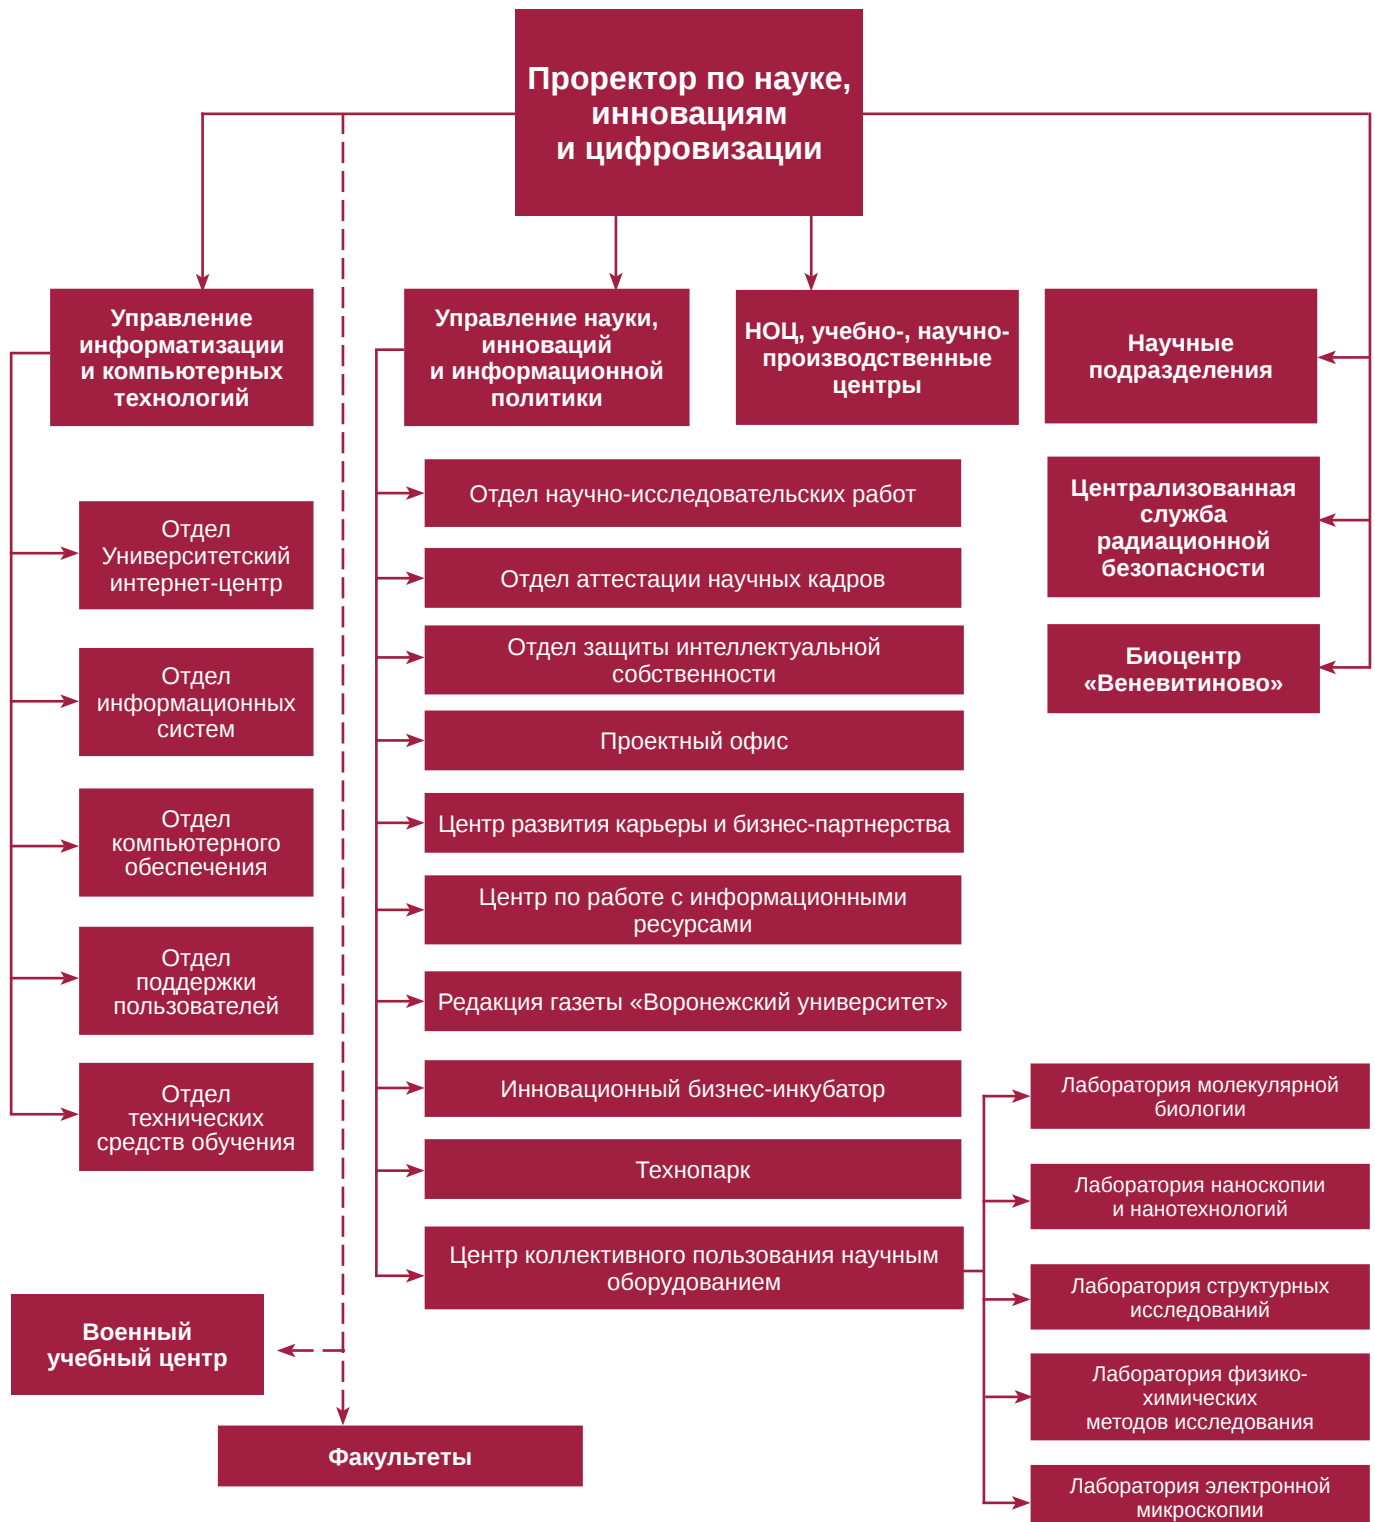 Проректор по науке,
инновациям
и цифровизации
Управление
информатизации
и компьютерных
технологий
Отдел
Университетский
интернет-центр
Отдел
информационных
систем
Отдел
компьютерного
обеспечения
Отдел
поддержки
пользователей
Отдел
технических
средств обучения
Управление науки,
инноваций
и информационной
политики
Отдел научно-исследовательских работ
Отдел аттестации научных кадров
Отдел защиты интеллектуальной
собственности
Проектный офис
Центр развития карьеры и бизнес-партнерства
Центр по работе с информационными
ресурсами
Редакция газеты «Воронежский университет»
Инновационный бизнес-инкубатор
Технопарк
Центр коллективного пользования научным
оборудованием
Лаборатория молекулярной
биологии
Лаборатория наноскопии
и нанотехнологий
Лаборатория структурных
исследований
Лаборатория физико-
химических
методов исследования
Лаборатория электронной
микроскопии
НОЦ, учебно-, научно-
производственные
центры
Научные
подразделения
Централизованная
служба
радиационной
безопасности
Биоцентр
«Веневитиново»
Военный
учебный центр
Факультеты